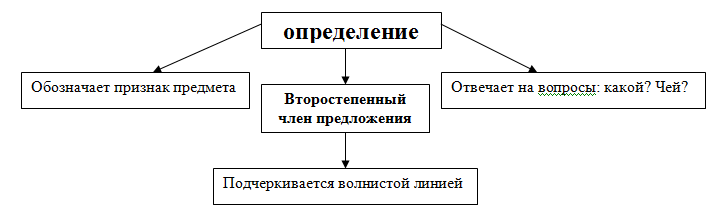 определение
Обозначает признак предмета
Второстепенный
член предложения
Отвечает на вопросы: какой? Чей?
Подчеркивается волнистой линией